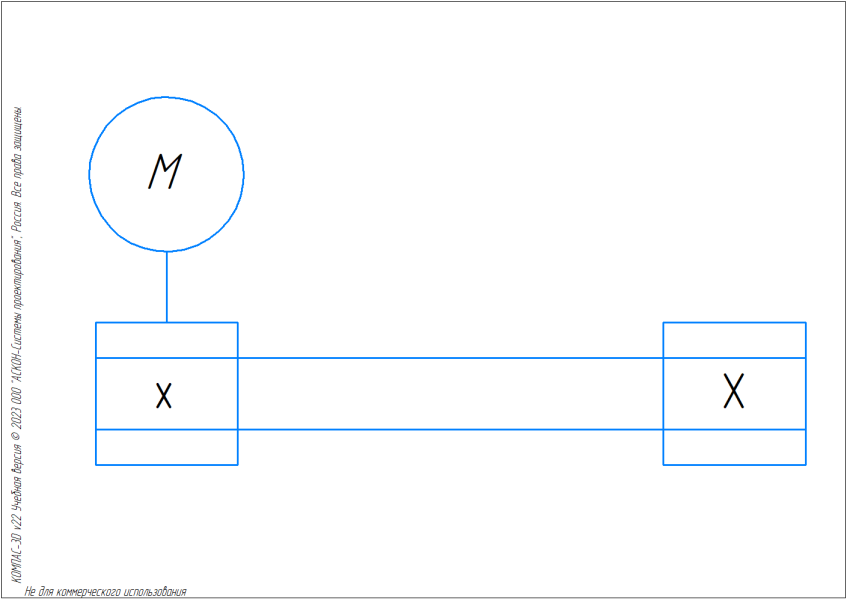 М
Х
Х
КОМПАС-3D v22 Учебная версия © 2023 ООО "АСКОН-Системы проектирования", Россия. Все права защищены
Не для коммерческого использования